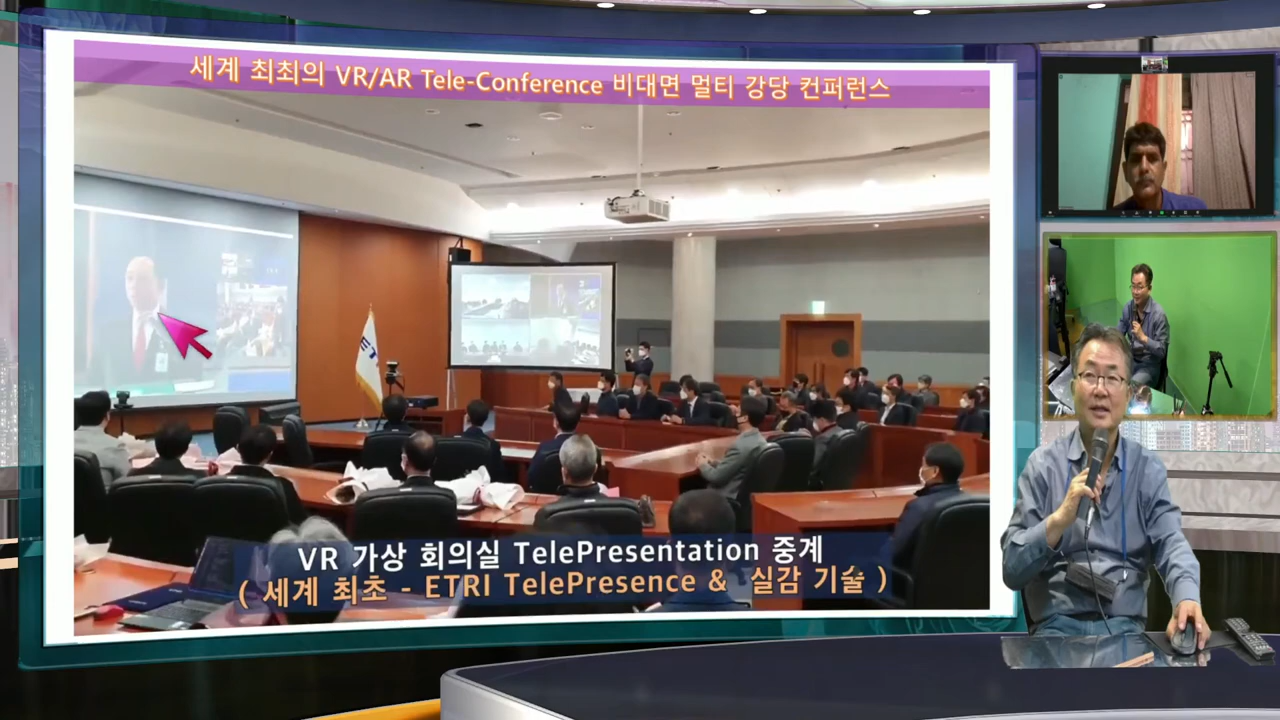 세계 최최의 VR/AR Tele-Conference 비대면 멀티 강당 컨퍼런스
ET
VR 가상 회의실 TelePresentation 중계
( 세계 최초 - ETRI TelePresence & 실감 기술 )